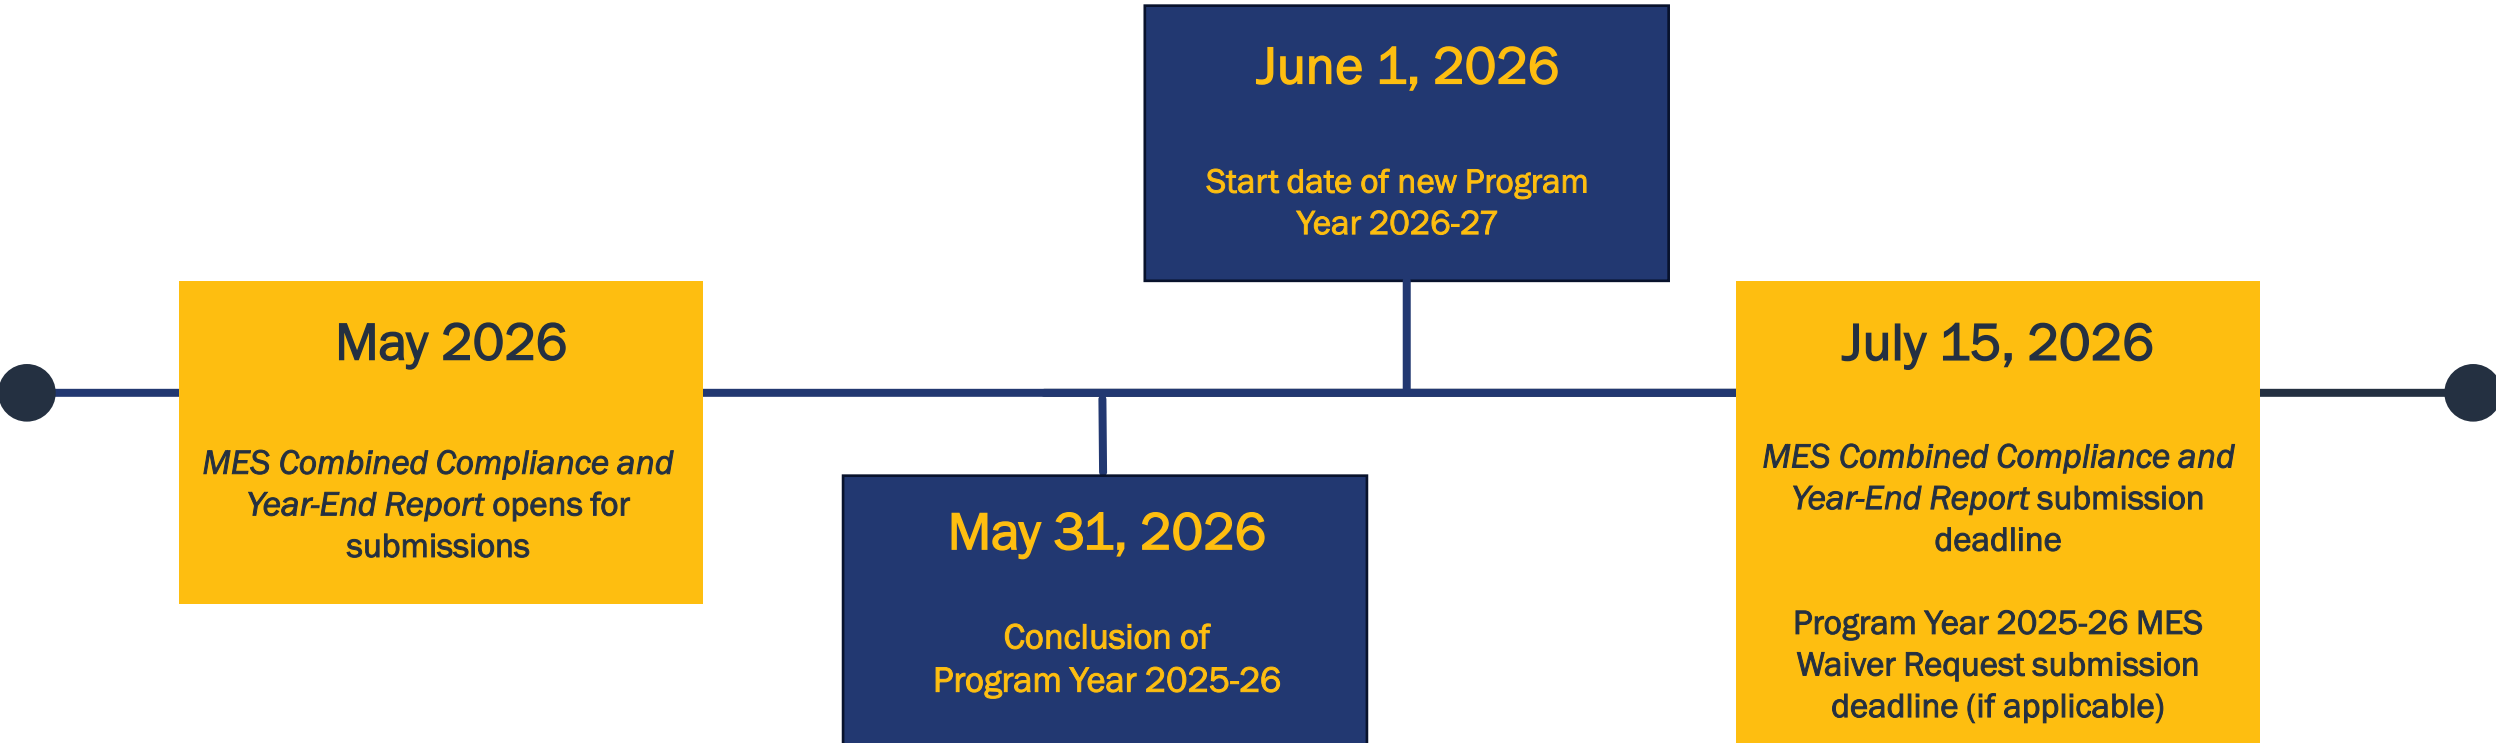 May 2026
MES Combined Compliance and
Year-End Report opens for
submissions
May 31, 2026
Conclusion of
Program Year 2025-26
June 1, 2026
Start date of new Program
Year 2026-27
July 15, 2026
MES Combined Compliance and
Year-End Report submission
deadline
Program Year 2025-26 MES
Waiver Request submission
deadline (if applicable)